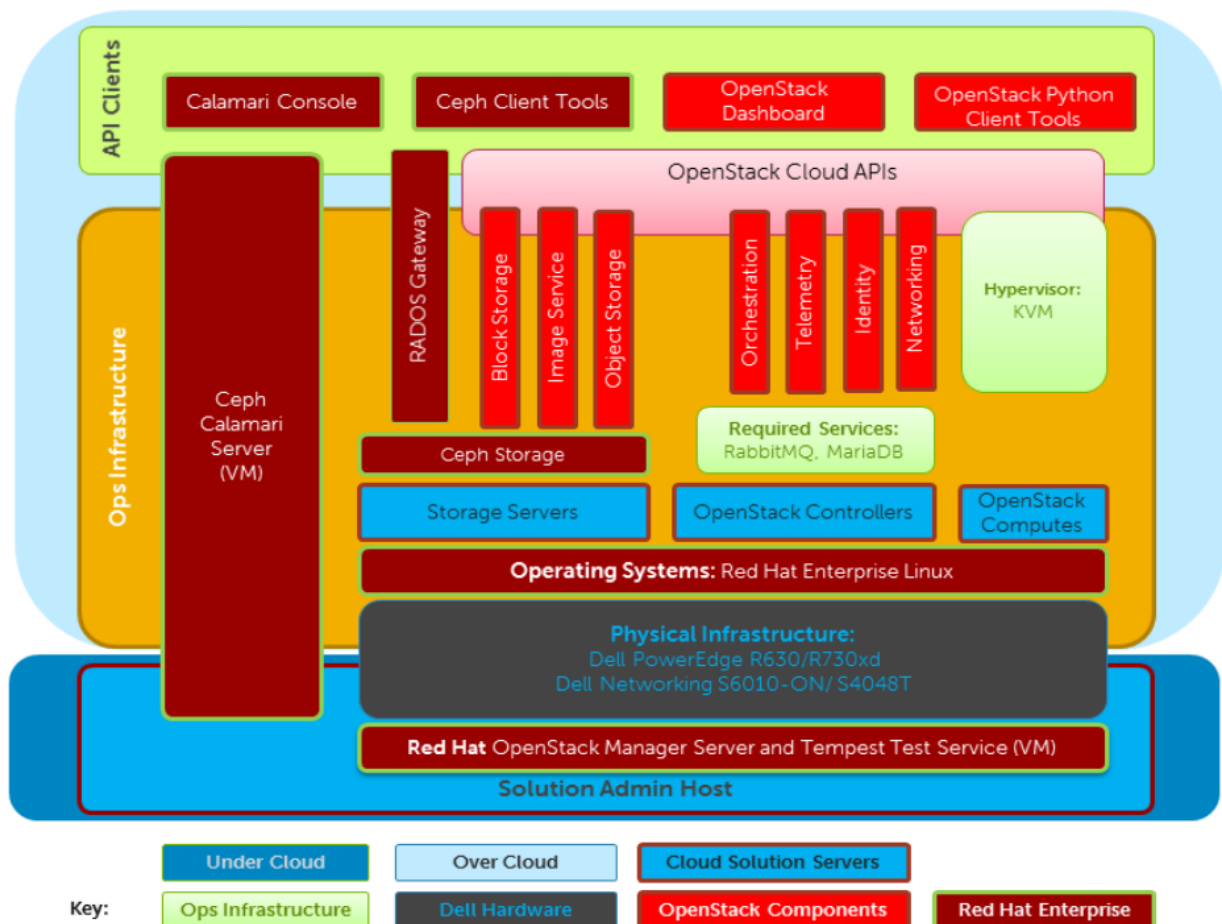 API Clients
Calamari Console
Ceph Client Tools
OpenStack
Dashboard
OpenStack Python
Client Tools
OpenStack Cloud APIs
Ops Infrastructure
Ceph
Calamari
Server
(VM)
RADOS Gateway
Block Storage
Image Service
Object Storage
Orchestration
Telemetry
Identity
Networking
Hypervisor:
KVM
Required Services:
RabbitMQ, MariaDB
Ceph Storage
Storage Servers
OpenStack Controllers
OpenStack
Computes
Operating Systems: Red Hat Enterprise Linux
Physical Infrastructure:
Dell PowerEdge R630/R730xd
Dell Networking S6010-ON/ S4048T
Red Hat OpenStack Manager Server and Tempest Test Service (VM)
Solution Admin Host
Under Cloud
Over Cloud
Cloud Solution Servers
Key:
Ops Infrastructure
Dell Hardware
OpenStack Components
Red Hat Enterprise